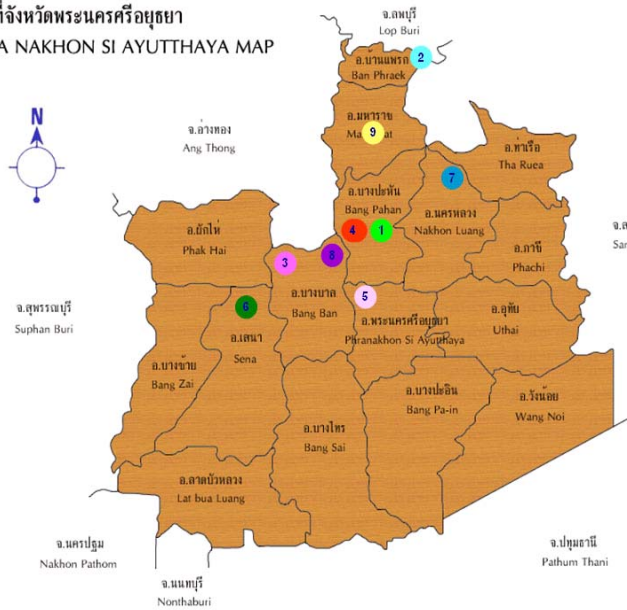 ที่จังหวัดพระนครศรีอยุธยา
A NAKHON SI AYUTTHAYA MAP
จ.ลพบุรี
Lop Buri
อ.บ้านแพรก
Ban Phraek
2
N
อ.มหาราช
9
จ.อ่างทอง
Ang Thong
อ.ท่าเรือ
Tha Ruea
7
อ.บางปะหัน
Bang Pahan
อ.นครหลวง
Nakhon Luang
4
1
อ.ผักไห่
Phak Hai
อ.ภาชี
Phachi
3
8
อ.บางบาล
Bang Ban
5
6
จ.สุพรรณบุรี
Suphan Buri
อ.พระนครศรีอยุธยา
Phranakhon Si Ayutthaya
อ.อุทัย
Uthai
อ.เสนา
Sena
อ.บางซ้าย
Bang Zai
อ.บางปะอิน
Bang Pa-in
อ.วังน้อย
Wang Noi
อ.บางไทร
Bang Sai
อ.ลาดบัวหลวง
Lat bua Luang
จ.นครปฐม
Nakhon Pathom
จ.ปทุมธานี
Pathum Thani
จ.นนทบุรี
Nonthaburi